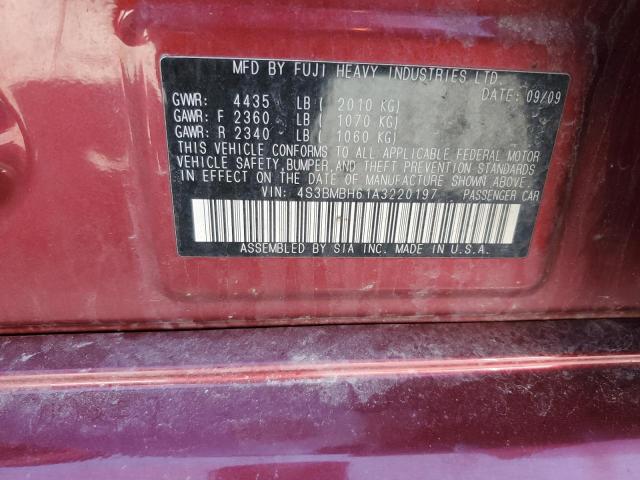 MFD BY FUJI HEAVY INDUSTRIES LTD.
DATE: 09/09
GVWR: 4435 LB ( 2010 KG)
GAWR: F 2360 LB ( 1070 KG)
GAWR: R 2340 LB ( 1060 KG)
THIS VEHICLE CONFORMS TO ALL APPLICABLE FEDERAL MOTOR
VEHICLE SAFETY, BUMPER, AND THEFT PREVENTION STANDARDS
IN EFFECT ON THE DATE OF MANUFACTURE SHOWN ABOVE.
VIN: 4S3BMBH61A3220197 PASSENGER CAR
ASSEMBLED BY SIA INC. MADE IN U.S.A.